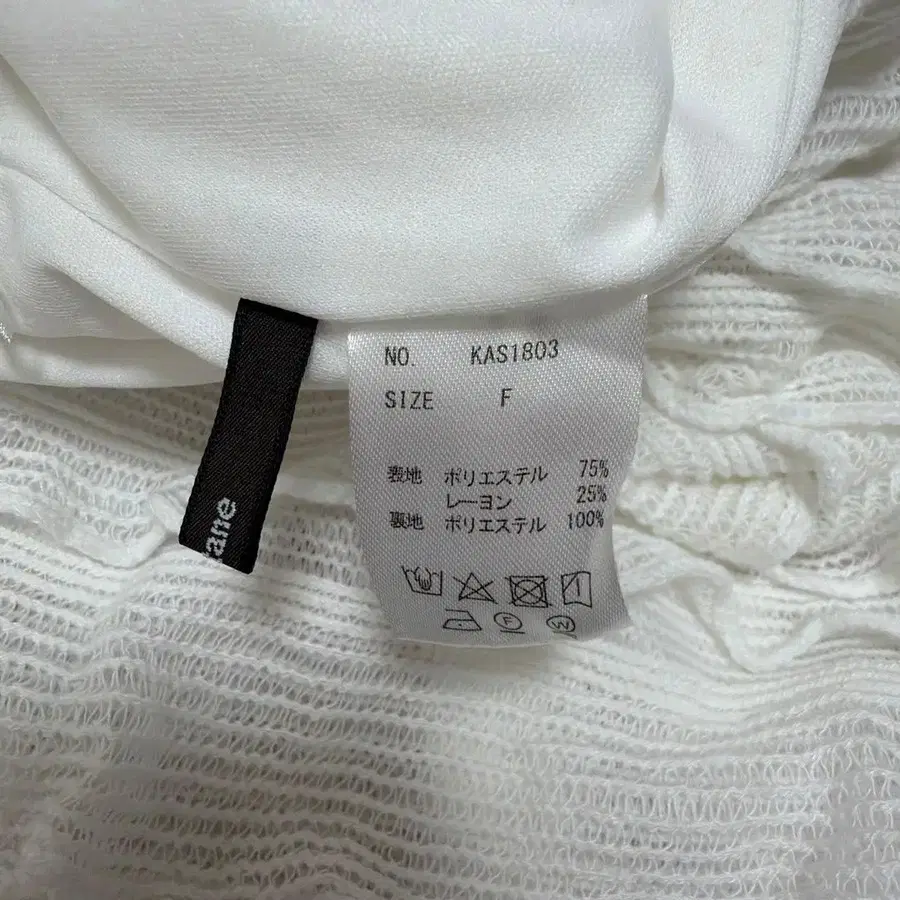 NO. KAS1803
SIZE F
表地 ポリエステル 75%
レーヨン 25%
裏地 ポリエステル 100%
F
W
ane